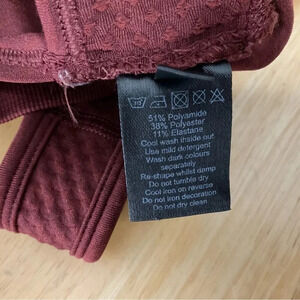 51% Polyamide
38% Polyester
11% Elastane
Cool wash inside out
Use mild detergent
Wash dark colours
separately
Re-shape whilst damp
Do not tumble dry
Cool iron on reverse
Do not iron decoration
Do not dry clean